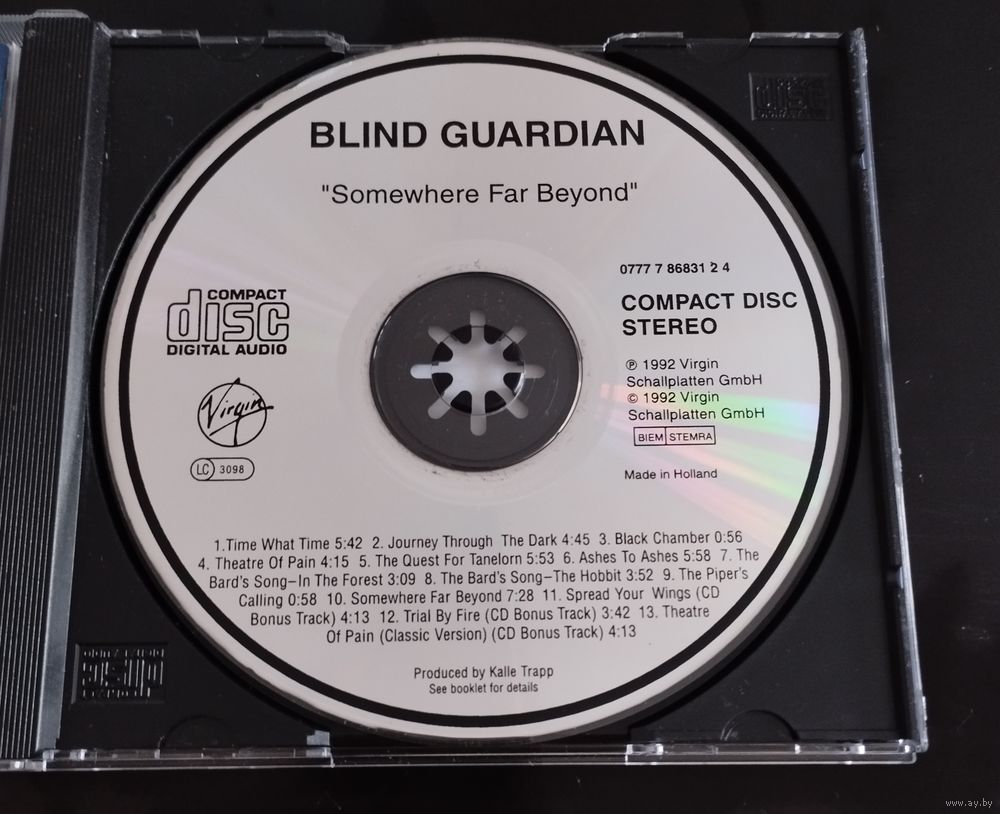 BLIND GUARDIAN
"Somewhere Far Beyond"
0777 7 86831 2 4
COMPACT DISC
STEREO
COMPACT
disc
DIGITAL AUDIO
℗ 1992 Virgin
Schallplatten GmbH
© 1992 Virgin
Schallplatten GmbH
BIEM STEMRA
Made in Holland
Virgin
LC 3098
1.Time What Time 5:42 2. Journey Through The Dark 4:45 3. Black Chamber 0:56
4. Theatre Of Pain 4:15 5. The Quest For Tanelorn 5:53 6. Ashes To Ashes 5:58 7. The
Bard's Song–In The Forest 3:09 8. The Bard's Song–The Hobbit 3:52 9. The Piper's
Calling 0:58 10. Somewhere Far Beyond 7:28 11. Spread Your Wings (CD
Bonus Track) 4:13 12. Trial By Fire (CD Bonus Track) 3:42 13. Theatre
Of Pain (Classic Version) (CD Bonus Track) 4:13
Produced by Kalle Trapp
See booklet for details
disc
www.ay.by